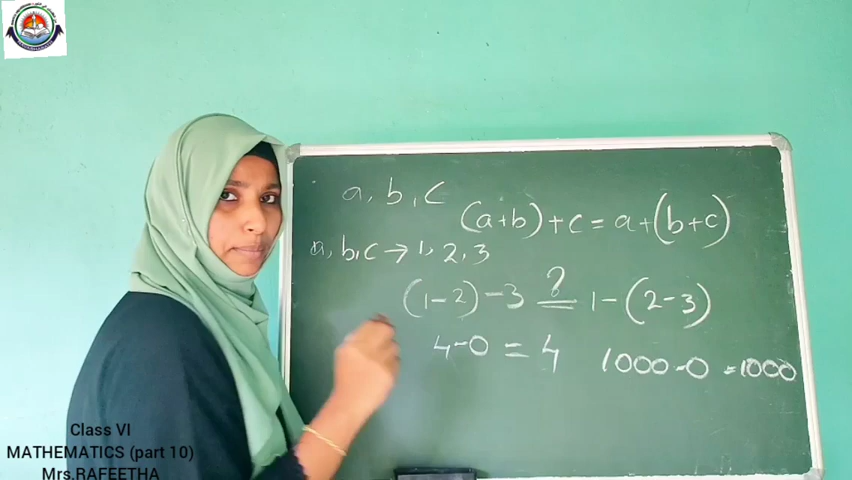 a, b, c
(a+b)+c = a+(b+c)
a, b, c → 1, 2, 3
(1-2)-3 ?= 1-(2-3)
4-0 = 4
1000-0 = 1000
Class VI
MATHEMATICS (part 10)
Mrs.RAFEETHA